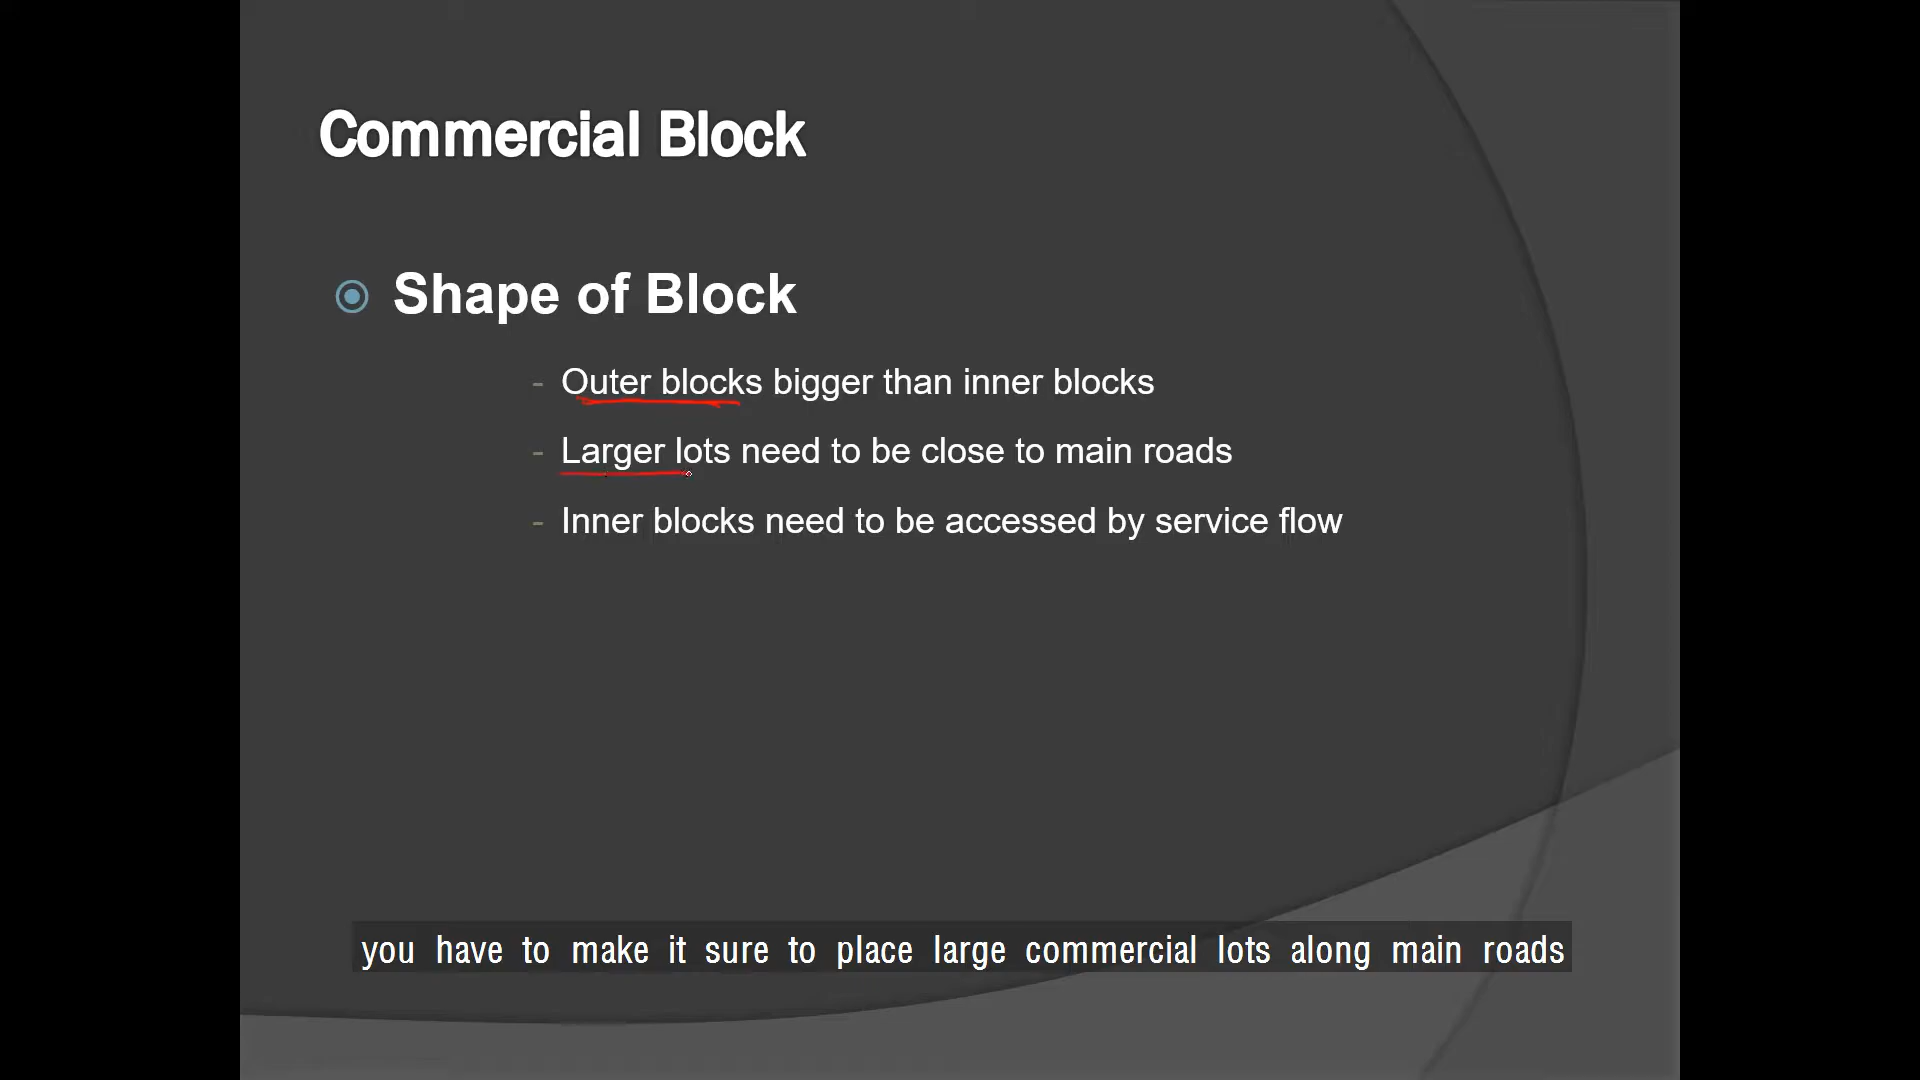 Commercial Block
Shape of Block
- Outer blocks bigger than inner blocks
- Larger lots need to be close to main roads
- Inner blocks need to be accessed by service flow
you have to make it sure to place large commercial lots along main roads